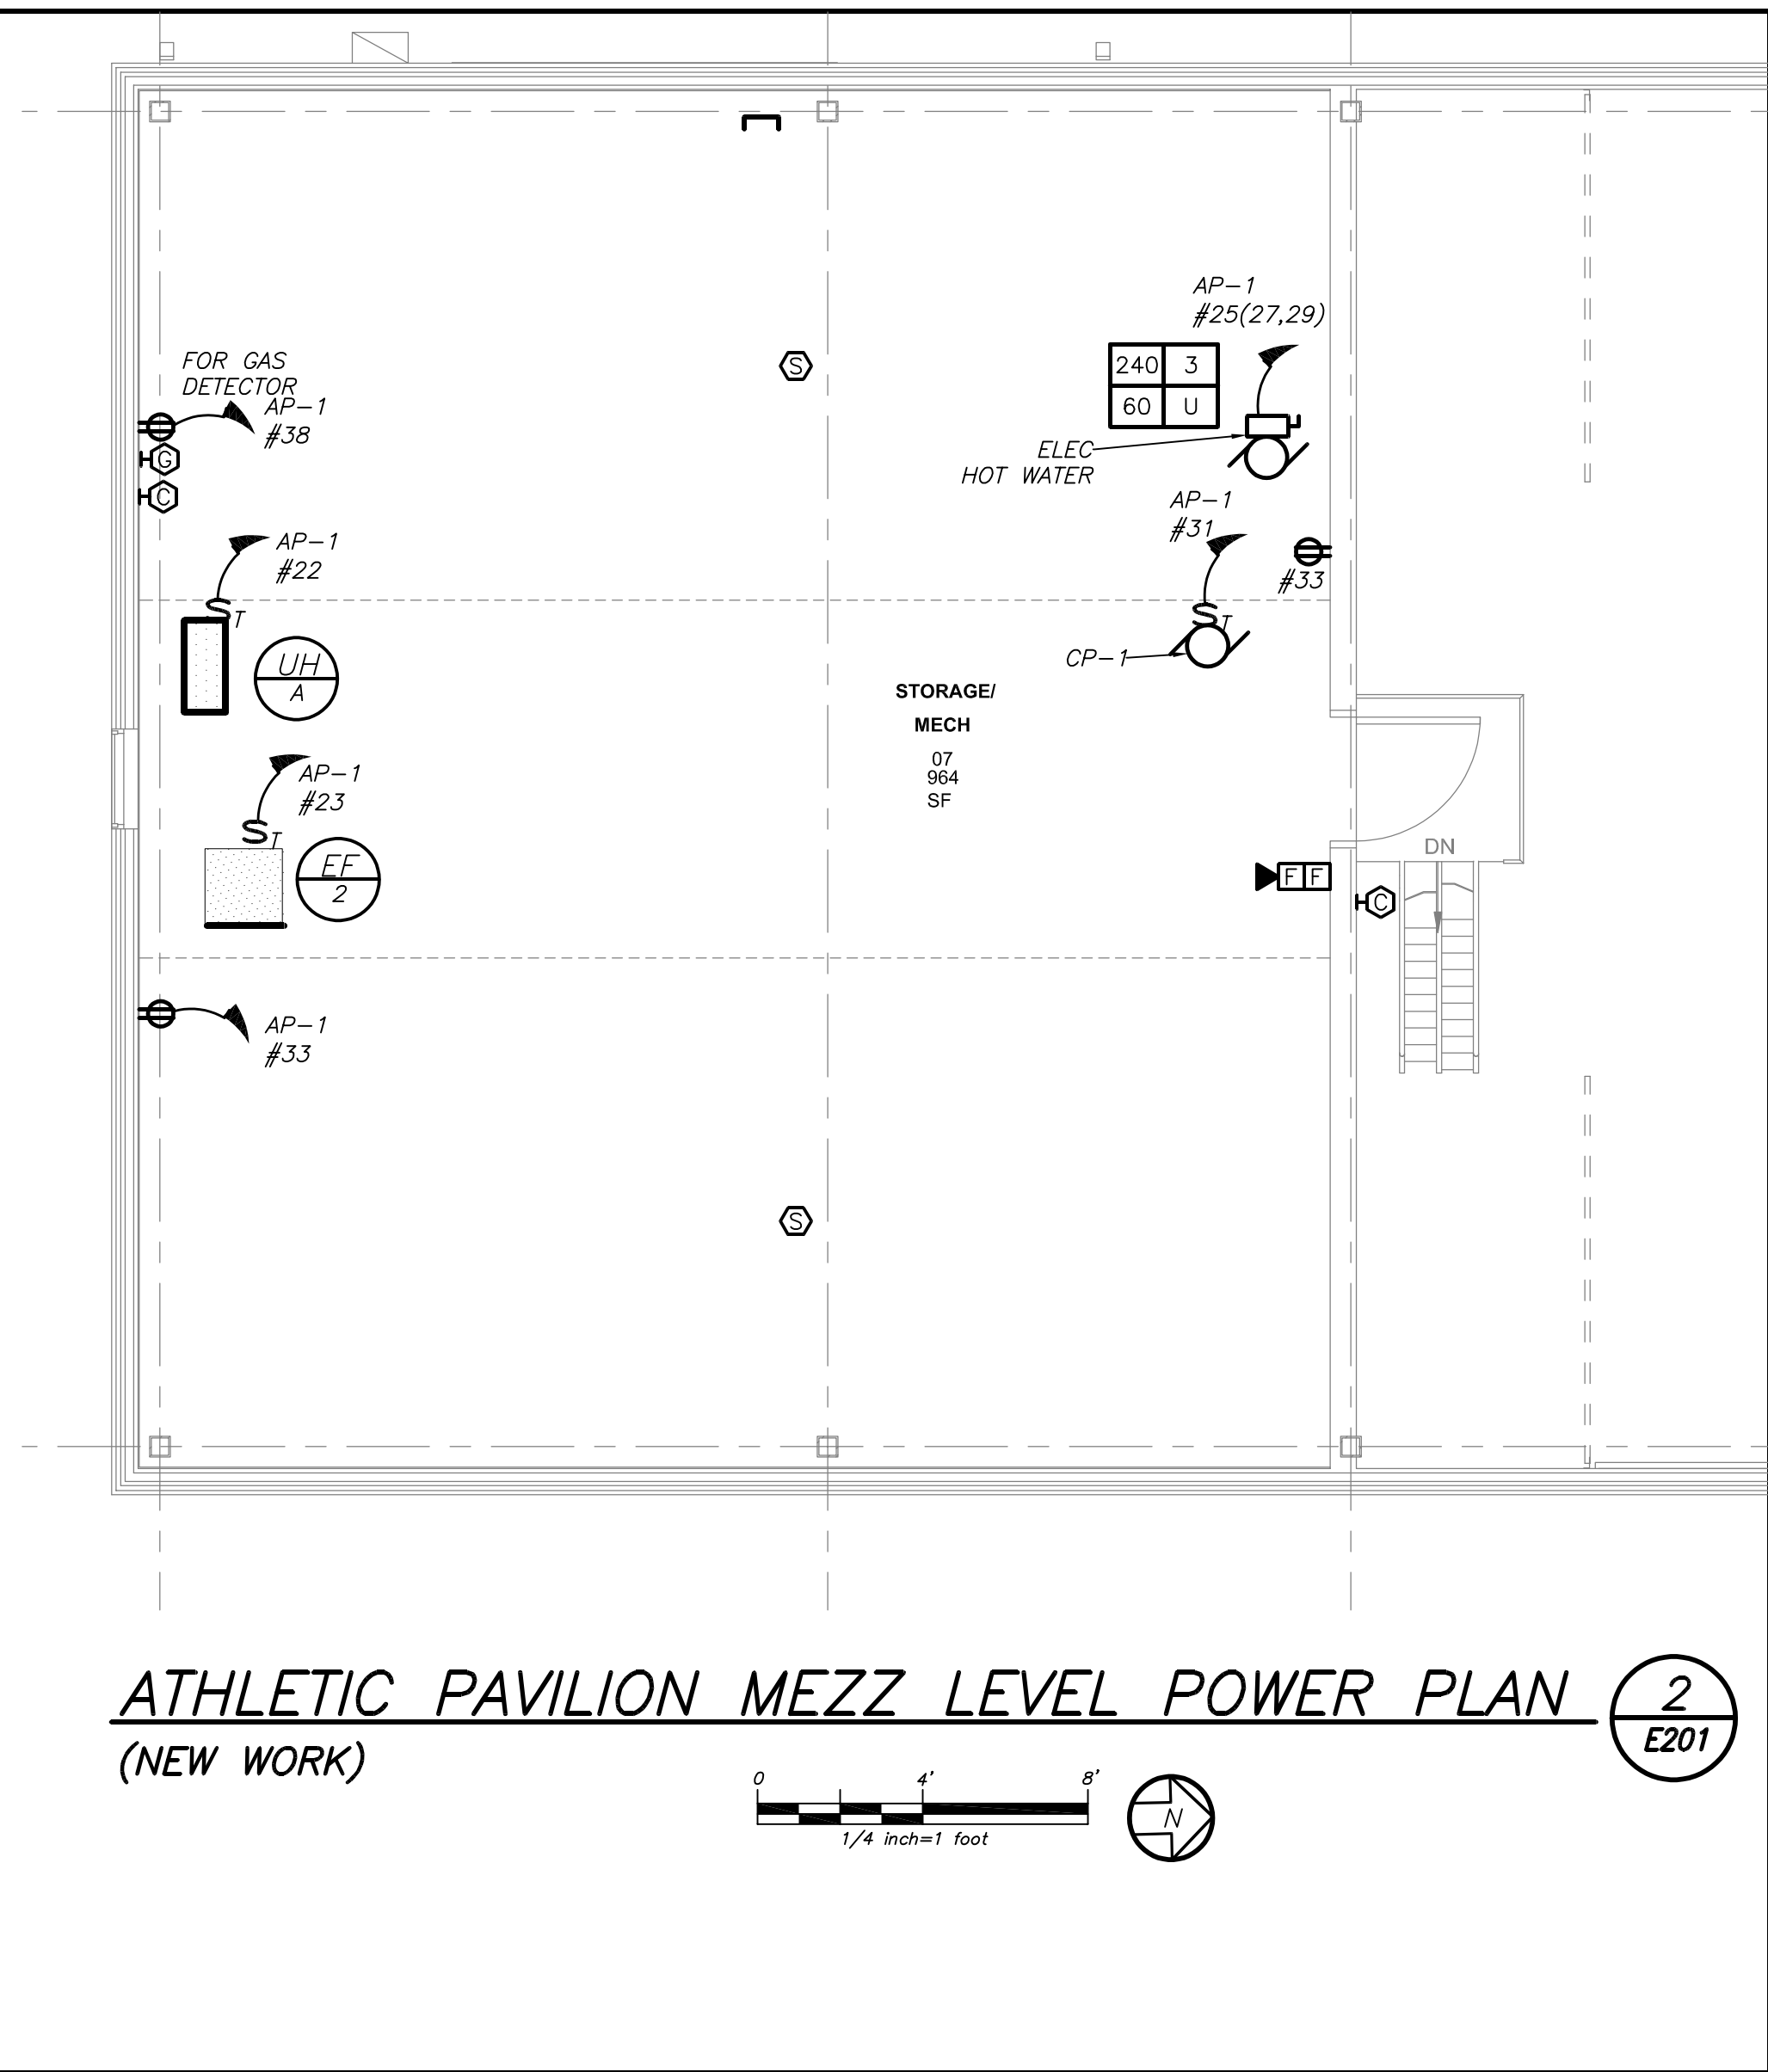 AP-1
#25(27,29)
FOR GAS
DETECTOR
AP-1
#38
G
C
S
240 3
60 U
ELEC
HOT WATER
AP-1
#22
S T
UH
A
AP-1
#31
#33
S T
CP-1
STORAGE/
MECH
07
964
SF
AP-1
#23
S T
EF
2
DN
F F
C
AP-1
#33
S
ATHLETIC PAVILION MEZZ LEVEL POWER PLAN
2
E201
(NEW WORK)
0 4' 8'
1/4 inch=1 foot
N